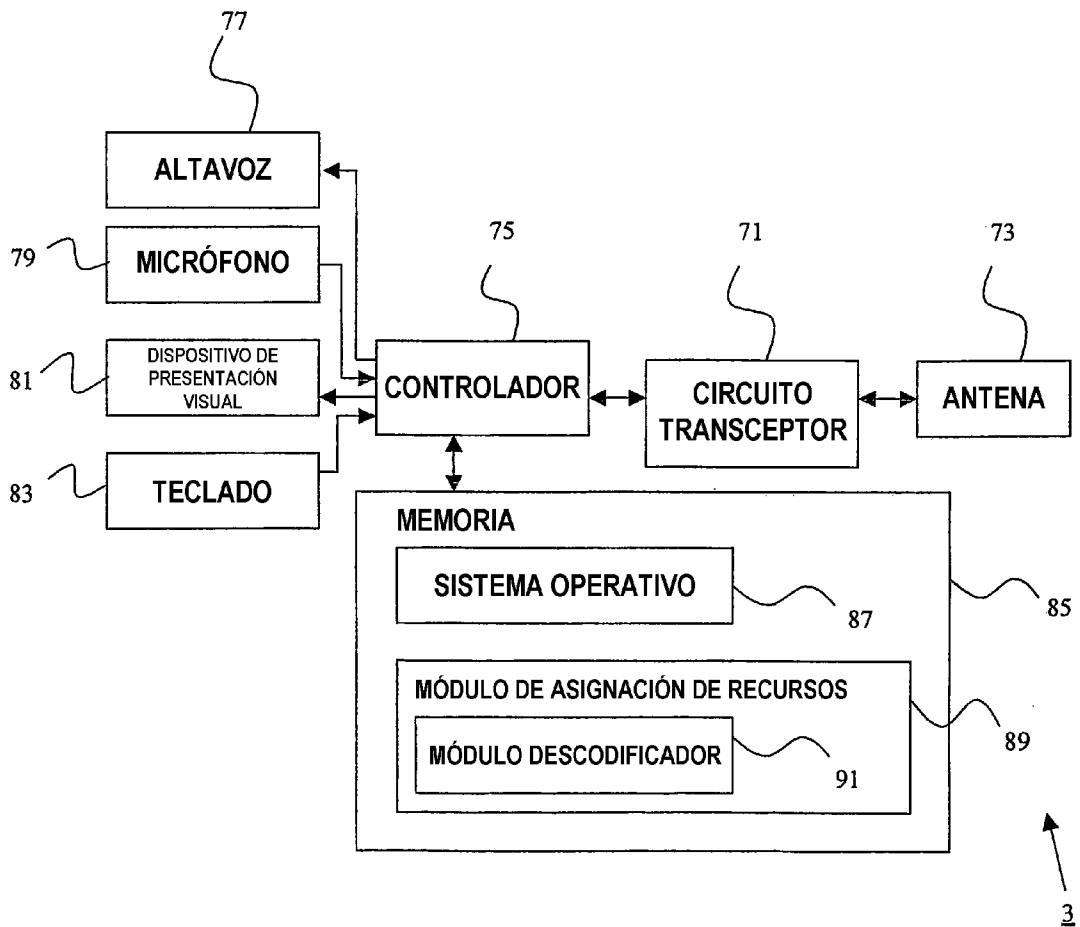 77
ALTAVOZ
79
MICRÓFONO
75
71
73
81
DISPOSITIVO DE
PRESENTACIÓN
VISUAL
CONTROLADOR
CIRCUITO
TRANSCEPTOR
ANTENA
83
TECLADO
MEMORIA
SISTEMA OPERATIVO
87
85
MÓDULO DE ASIGNACIÓN DE RECURSOS
89
MÓDULO DESCODIFICADOR
91
3